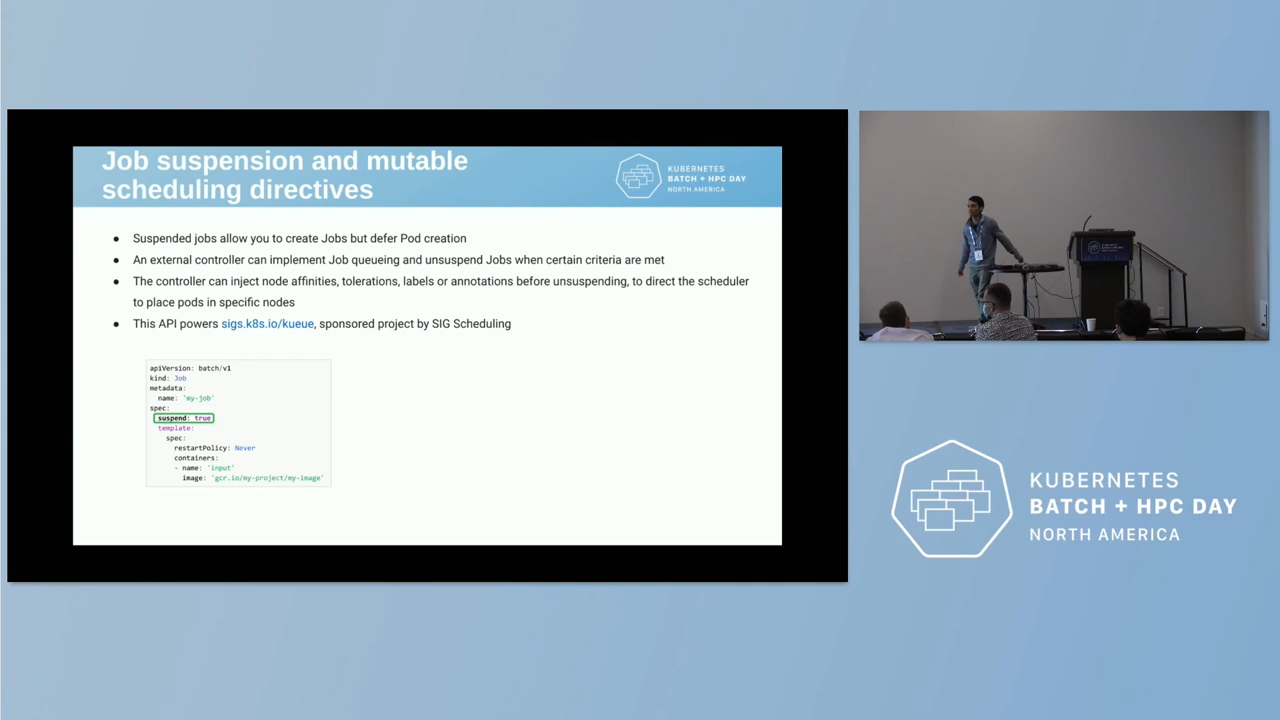 Job suspension and mutable
scheduling directives
KUBERNETES
BATCH + HPC DAY
NORTH AMERICA
● Suspended jobs allow you to create Jobs but defer Pod creation
● An external controller can implement Job queueing and unsuspend Jobs when certain criteria are met
● The controller can inject node affinities, tolerations, labels or annotations before unsuspending, to direct the scheduler
to place pods in specific nodes
● This API powers sigs.k8s.io/kueue, sponsored project by SIG Scheduling
apiVersion: batch/v1
kind: Job
metadata:
  name: 'my-job'
spec:
  suspend: true
  template:
    spec:
      restartPolicy: Never
      containers:
      - name: 'input'
        image: 'gcr.io/my-project/my-image'
KUBERNETES
BATCH + HPC DAY
NORTH AMERICA